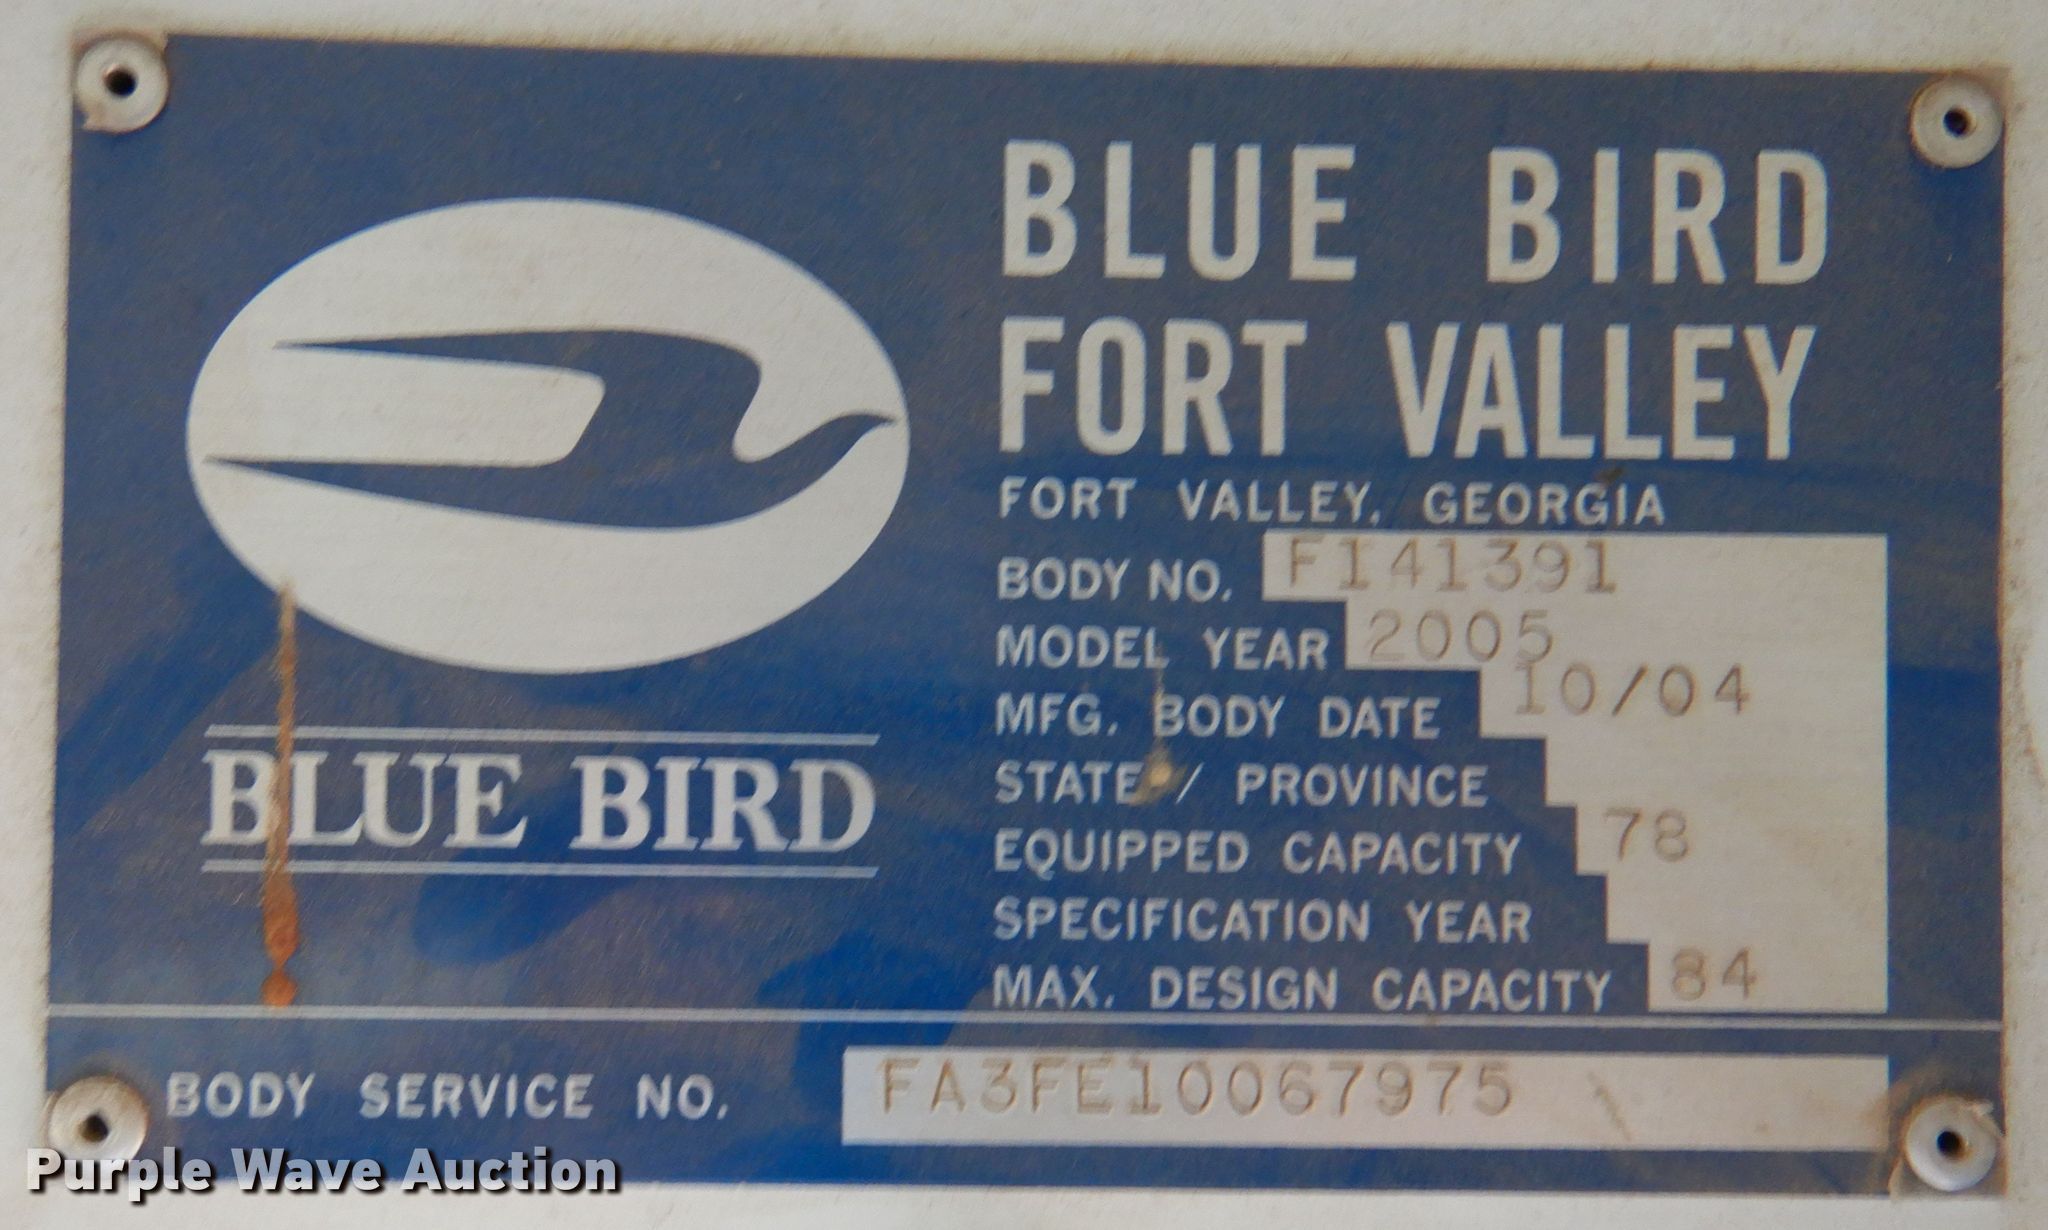 BLUE BIRD
FORT VALLEY
FORT VALLEY, GEORGIA
BODY NO. F141391
MODEL YEAR 2005
MFG. BODY DATE 10/04
STATE / PROVINCE
EQUIPPED CAPACITY 78
SPECIFICATION YEAR
MAX. DESIGN CAPACITY 84
BLUE BIRD
BODY SERVICE NO. FA3FE10067975
Purple Wave Auction